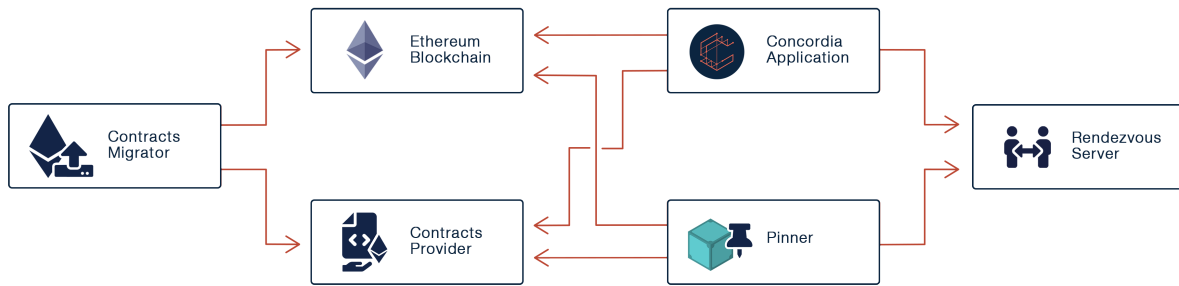 Contracts
Migrator
Ethereum
Blockchain
Contracts
Provider
Concordia
Application
Pinner
Rendezvous
Server